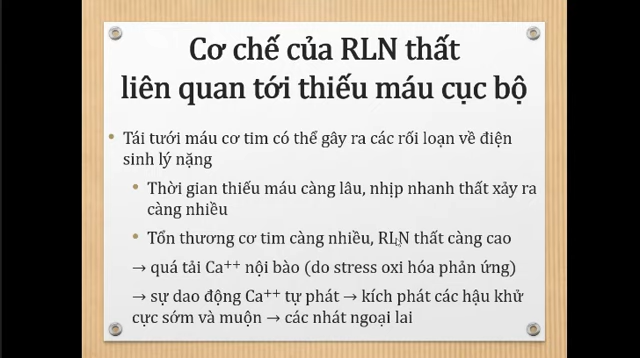 Cơ chế của RLN thất
liên quan tới thiếu máu cục bộ
• Tái tưới máu cơ tim có thể gây ra các rối loạn về điện
sinh lý nặng
• Thời gian thiếu máu càng lâu, nhịp nhanh thất xảy ra
càng nhiều
• Tổn thương cơ tim càng nhiều, RLN thất càng cao
→ quá tải Ca⁺⁺ nội bào (do stress oxi hóa phản ứng)
→ sự dao động Ca⁺⁺ tự phát → kích phát các hậu khử
cực sớm và muộn → các nhát ngoại lai